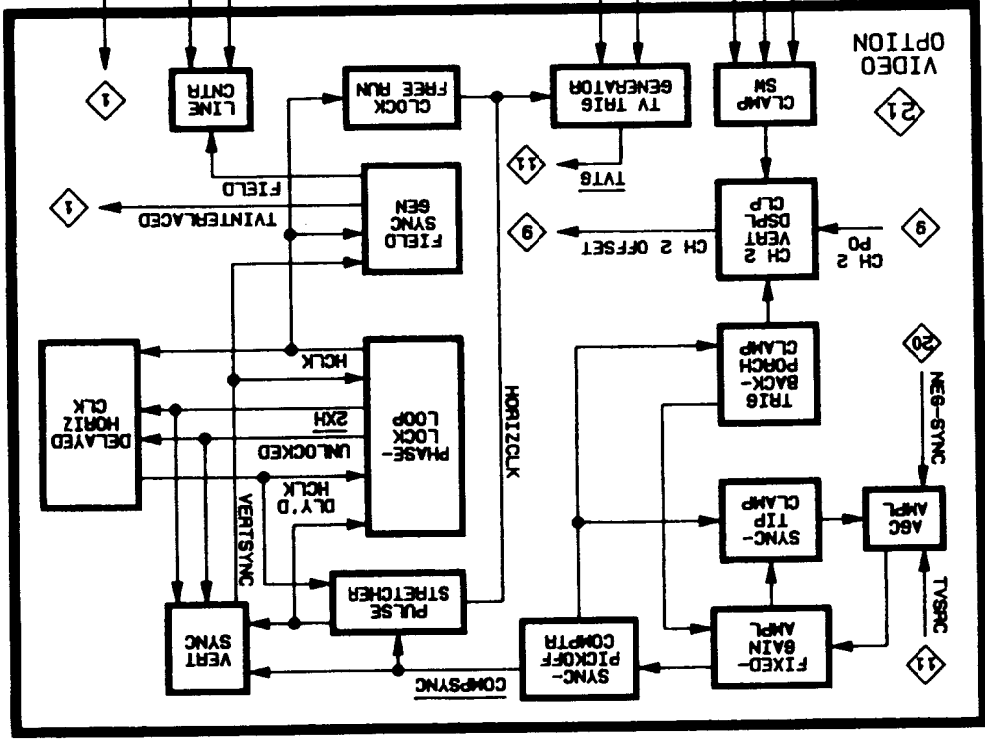 11
TVSRC
FIXED-
GAIN
AMPL
SYNC-
PICKOFF
COMPTR
COMPSYNC
VERT
SYNC
PULSE
STRETCHER
AGC
AMPL
SYNC-
TIP
CLAMP
VERTSYNC
NEG-SYNC
20
TRIG
BACK-
PORCH
CLAMP
HORIZCLK
PHASE-
LOCK
LOOP
DLY'D
HCLK
UNLOCKED
2XH
HCLK
DELAYED
HORIZ
CLK
9
CH 2
PO
CH 2
VERT
DSPL
CLP
CH 2 OFFSET
9
FIELD
SYNC
GEN
TVINTERLACED
1
FIELD
TVTG
11
21
VIDEO
OPTION
CLAMP
SW
TV TRIG
GENERATOR
CLOCK
FREE RUN
LINE
CNTR
1